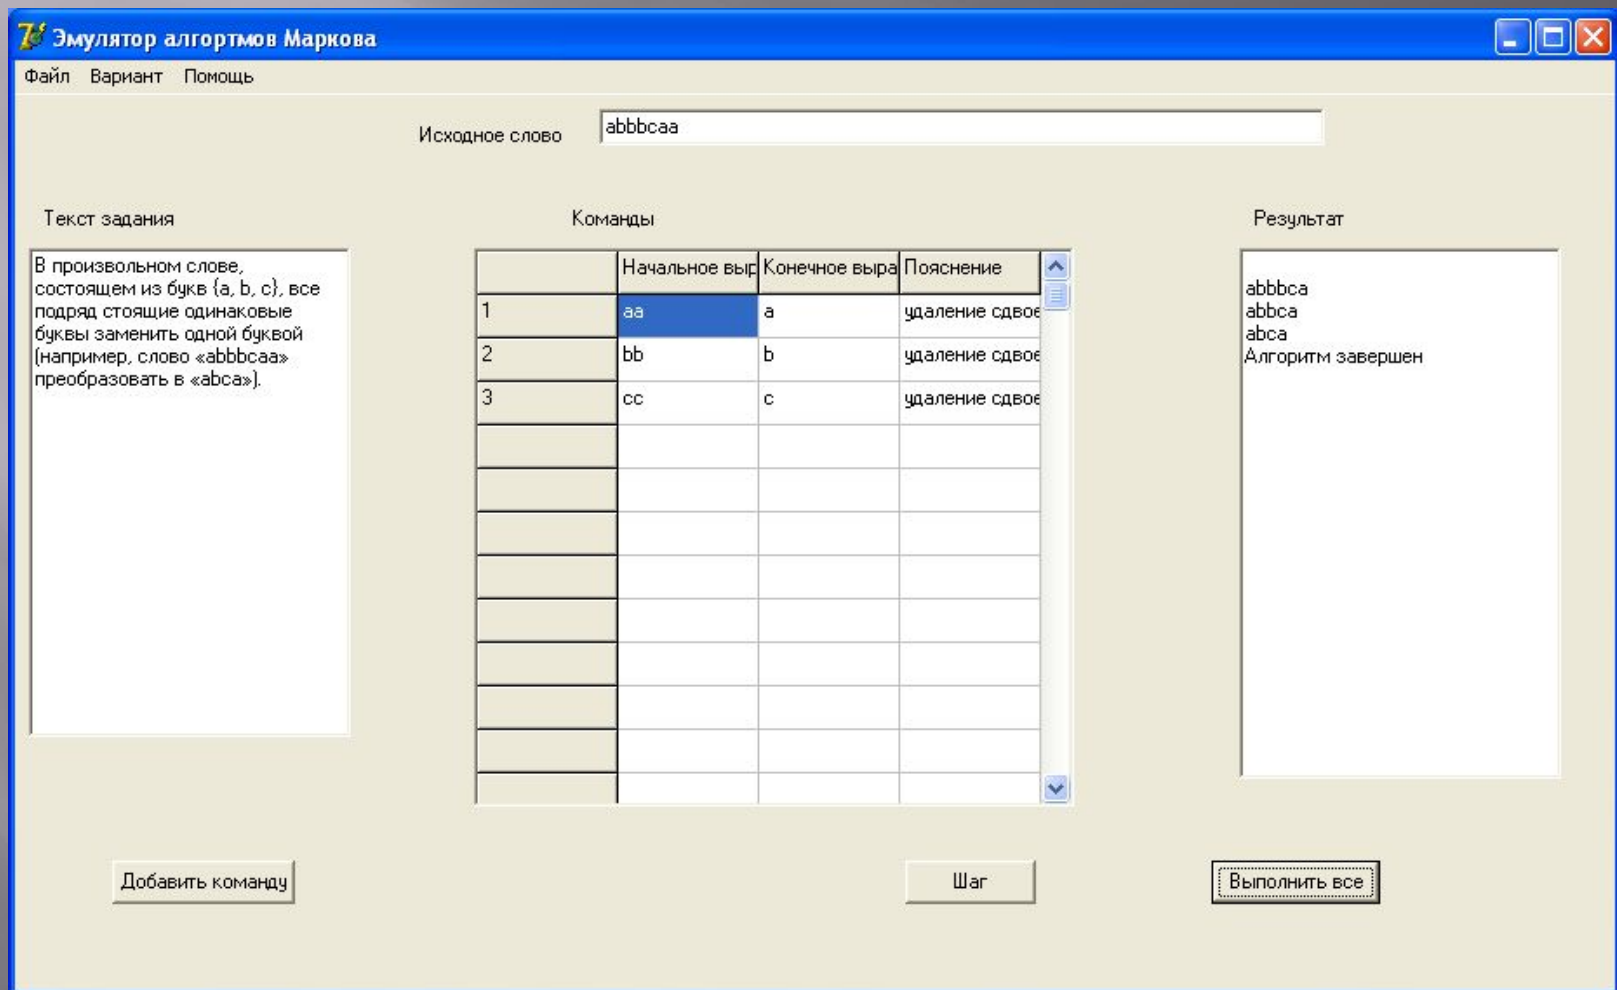 Эмулятор алгортмов Маркова
Файл Вариант Помощь
Исходное слово abbbcaa
Текст задания
В произвольном слове,
состоящем из букв {a, b, c}, все
подряд стоящие одинаковые
буквы заменить одной буквой
(например, слово «abbbcaa»
преобразовать в «abca»).
Команды
Начальное выр Конечное выра Пояснение
1 aa a удаление сдвое
2 bb b удаление сдвое
3 cc c удаление сдвое
Результат
abbbca
abbca
abca
Алгоритм завершен
Добавить команду Шаг Выполнить все